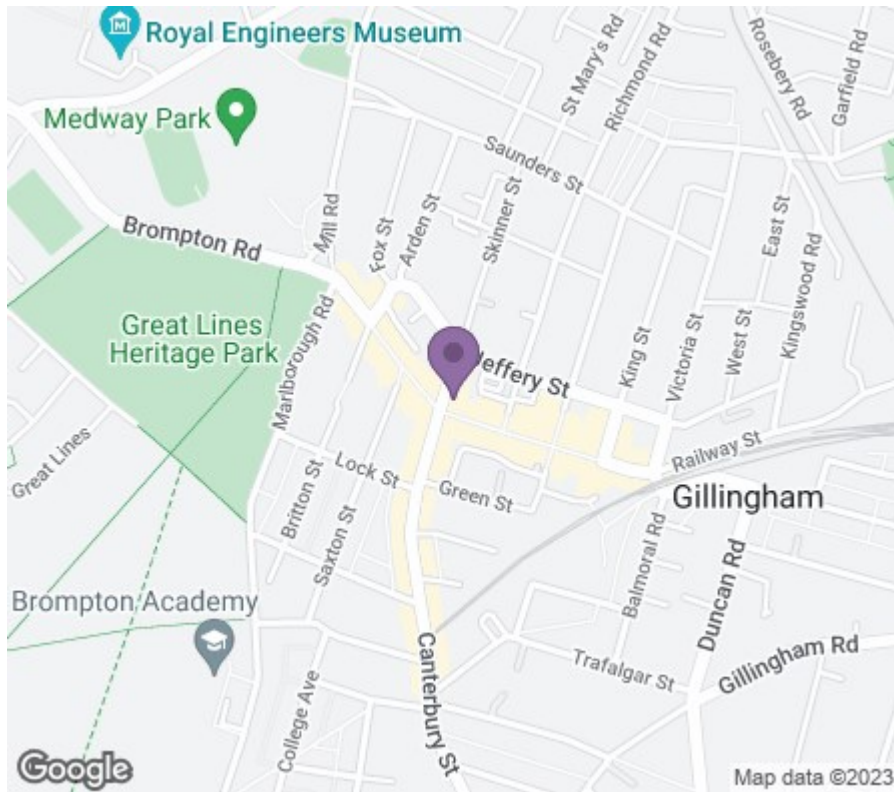 Royal Engineers Museum
Medway Park
St Mary's Rd
Richmond Rd
Rosebery Rd
Garfield Rd
Saunders St
Skinner St
Mill Rd
Fox St
Arden St
Brompton Rd
East St
Kingswood Rd
Great Lines
Heritage Park
Marlborough Rd
Jeffery St
King St
Victoria St
West St
Railway St
Great Lines
Lock St
Green St
Gillingham
Britton St
Saxton St
Balmoral Rd
Duncan Rd
Brompton Academy
Trafalgar St
Gillingham Rd
College Ave
Canterbury St
Google
Map data ©2023